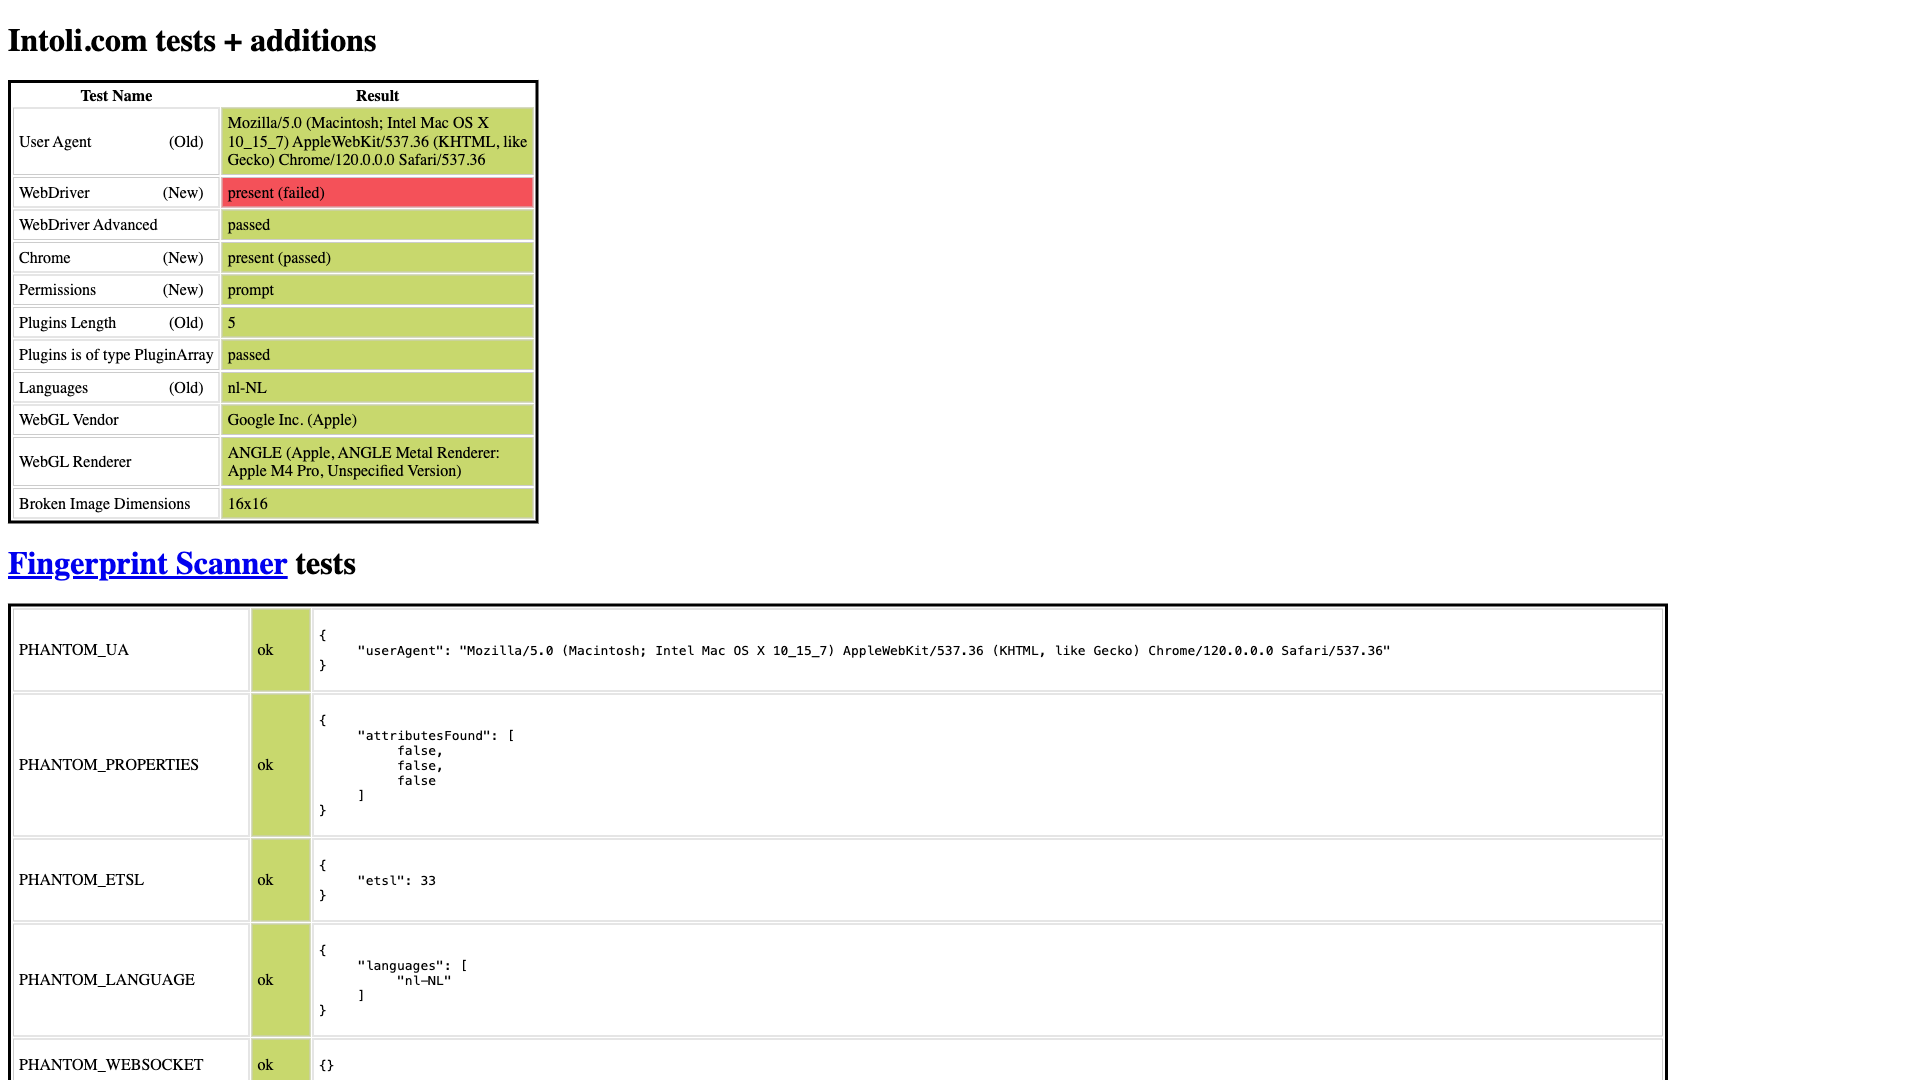 Intoli.com tests + additions
Test Name Result
User Agent (Old) Mozilla/5.0 (Macintosh; Intel Mac OS X
10_15_7) AppleWebKit/537.36 (KHTML, like
Gecko) Chrome/120.0.0.0 Safari/537.36
WebDriver (New) present (failed)
WebDriver Advanced passed
Chrome (New) present (passed)
Permissions (New) prompt
Plugins Length (Old) 5
Plugins is of type PluginArray passed
Languages (Old) nl-NL
WebGL Vendor Google Inc. (Apple)
WebGL Renderer ANGLE (Apple, ANGLE Metal Renderer:
Apple M4 Pro, Unspecified Version)
Broken Image Dimensions 16x16
Fingerprint Scanner tests
PHANTOM_UA ok {
"userAgent": "Mozilla/5.0 (Macintosh; Intel Mac OS X 10_15_7) AppleWebKit/537.36 (KHTML, like Gecko) Chrome/120.0.0.0 Safari/537.36"
}
PHANTOM_PROPERTIES ok {
"attributesFound": [
false,
false,
false
]
}
PHANTOM_ETSL ok {
"etsl": 33
}
PHANTOM_LANGUAGE ok {
"languages": [
"nl-NL"
]
}
PHANTOM_WEBSOCKET ok {}